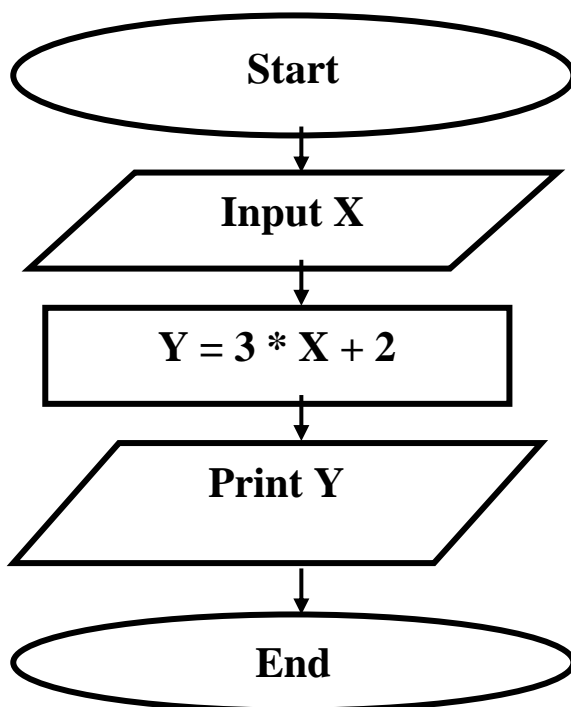 Start
Input X
Y = 3 * X + 2
Print Y
End